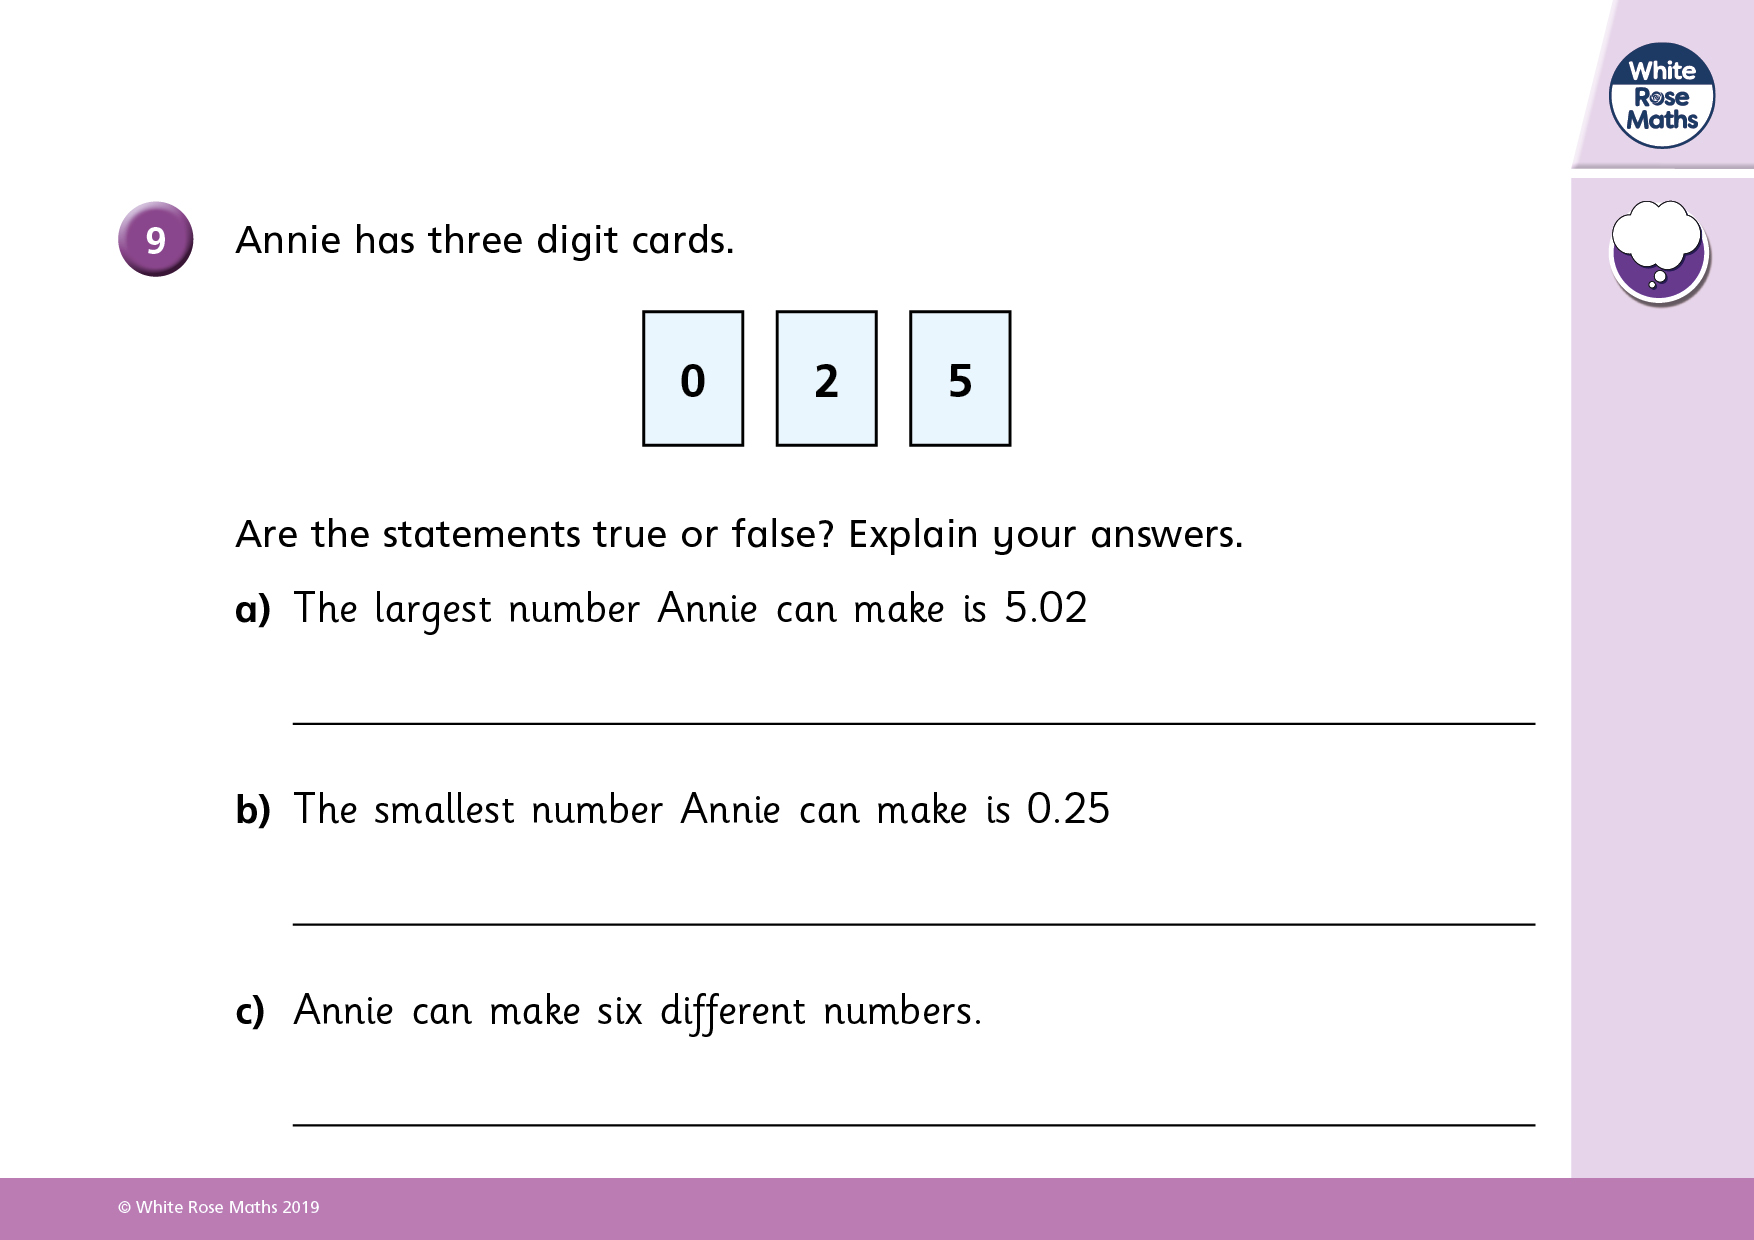 White
Rose
Maths
9 Annie has three digit cards.
0 2 5
Are the statements true or false? Explain your answers.
a) The largest number Annie can make is 5.02
b) The smallest number Annie can make is 0.25
c) Annie can make six different numbers.
© White Rose Maths 2019